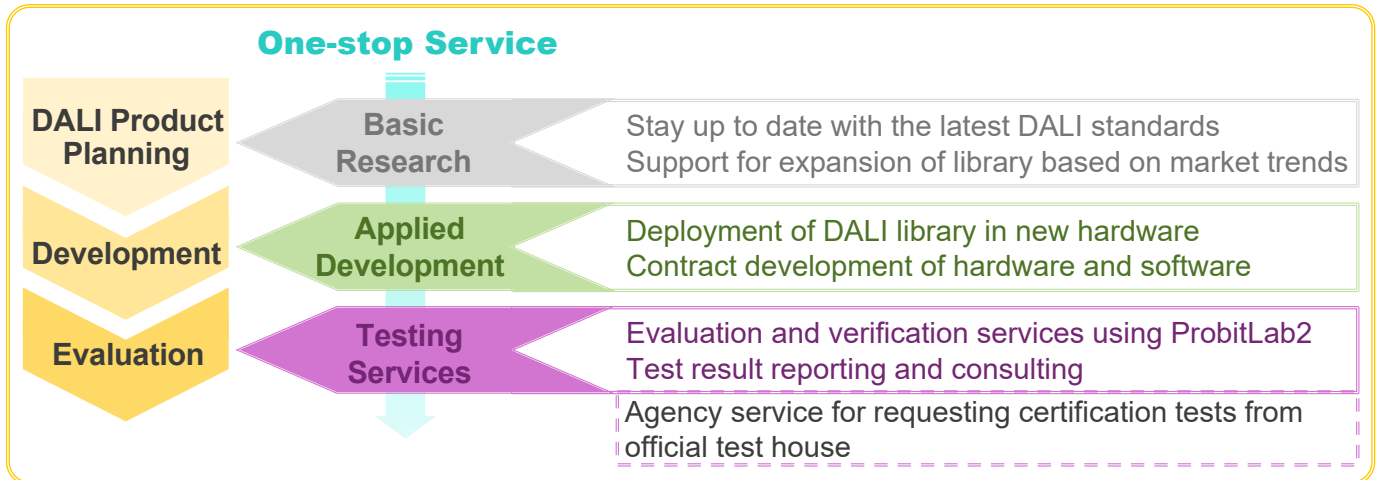 One-stop Service
DALI Product
Planning
Basic
Research
Stay up to date with the latest DALI standards
Support for expansion of library based on market trends
Development
Applied
Development
Deployment of DALI library in new hardware
Contract development of hardware and software
Evaluation
Testing
Services
Evaluation and verification services using ProbitLab2
Test result reporting and consulting
Agency service for requesting certification tests from
official test house